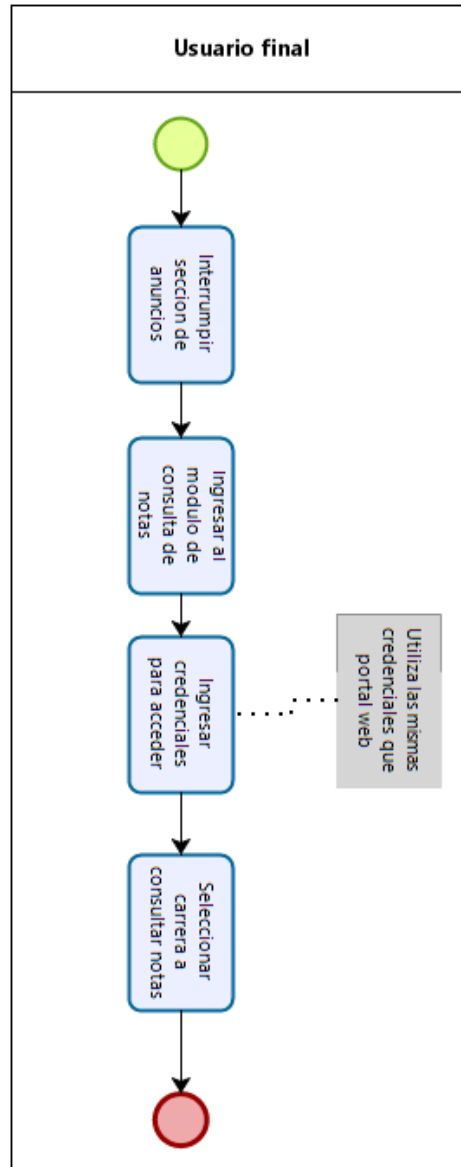 Usuario final
Interrumpir
seccion de
anuncios
Ingresar al
modulo de
consulta de
notas
Utiliza las mismas
credenciales que
portal web
Ingresar
credenciales
para acceder
Seleccionar
carrera a
consultar notas